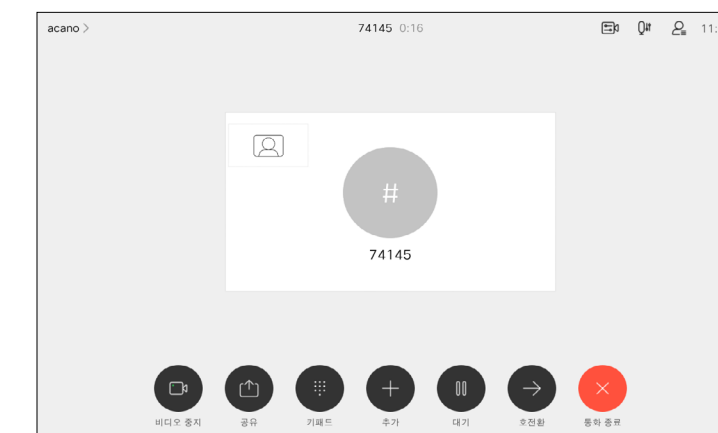 acano >
74145 0:16
11:
#
74145
비디오 중지
공유
키패드
추가
대기
호전환
통화 종료